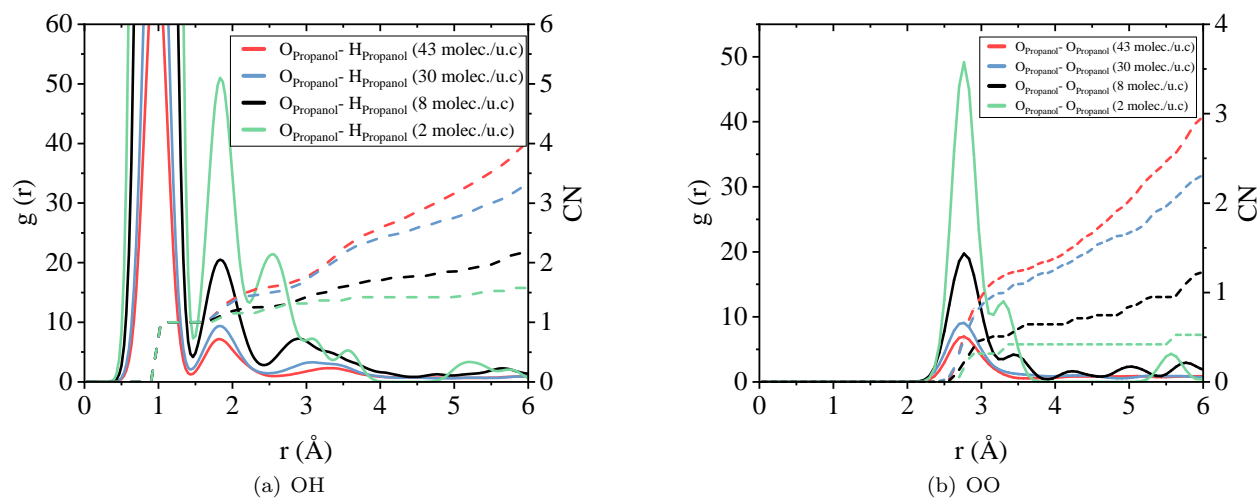 60
50
40
30
20
10
0
g (r)
6
5
4
3
2
1
0
CN
O_Propanol- H_Propanol (43 molec./u.c)
O_Propanol- H_Propanol (30 molec./u.c)
O_Propanol- H_Propanol (8 molec./u.c)
O_Propanol- H_Propanol (2 molec./u.c)
0 1 2 3 4 5 6
r (Å)
(a) OH
50
40
30
20
10
0
g (r)
4
3
2
1
0
CN
O_Propanol- O_Propanol (43 molec./u.c)
O_Propanol- O_Propanol (30 molec./u.c)
O_Propanol- O_Propanol (8 molec./u.c)
O_Propanol- O_Propanol (2 molec./u.c)
0 1 2 3 4 5 6
r (Å)
(b) OO